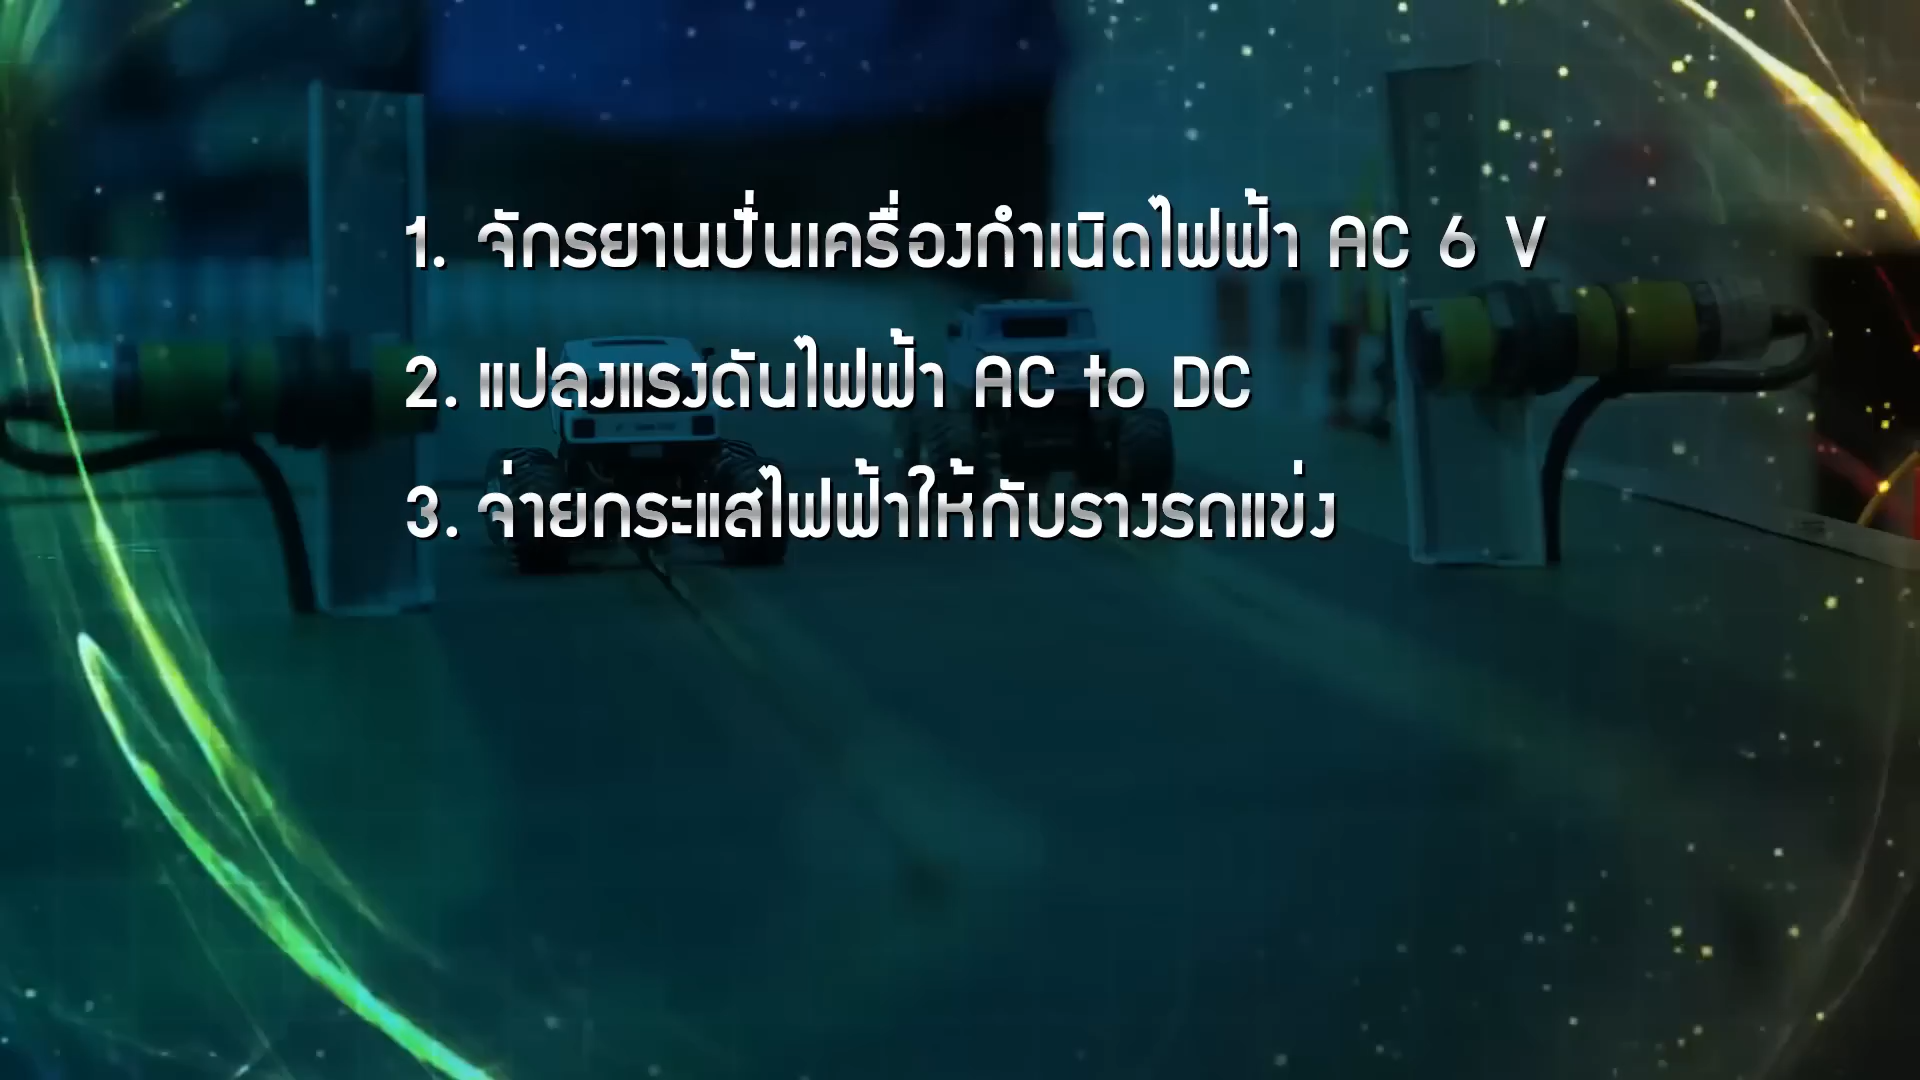 1. จักรยานปั่นเครื่องกำเนิดไฟฟ้า AC 6 V
2. แปลงแรงดันไฟฟ้า AC to DC
3. จ่ายกระแสไฟฟ้าให้กับรางรถแข่ง